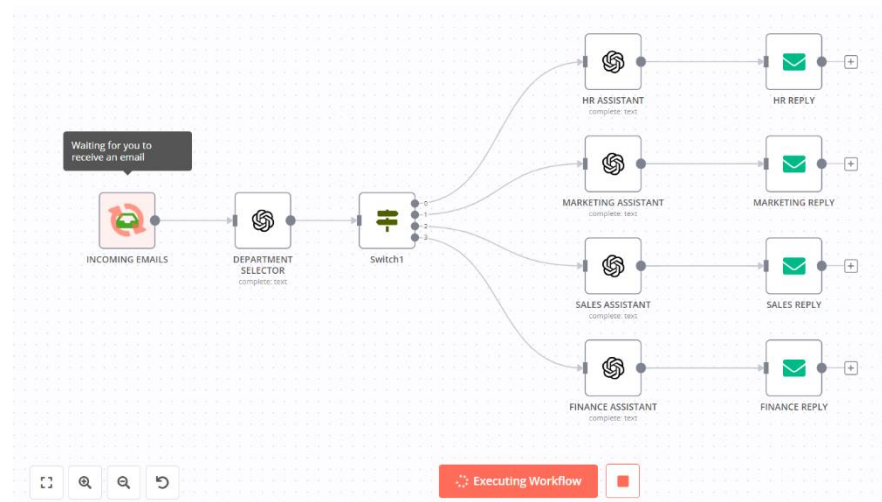 Waiting for you to
receive an email
INCOMING EMAILS
DEPARTMENT
SELECTOR
complete: text
Switch1
0
1
2
3
HR ASSISTANT
complete: text
HR REPLY
MARKETING ASSISTANT
complete: text
MARKETING REPLY
SALES ASSISTANT
complete: text
SALES REPLY
FINANCE ASSISTANT
complete: text
FINANCE REPLY
Executing Workflow